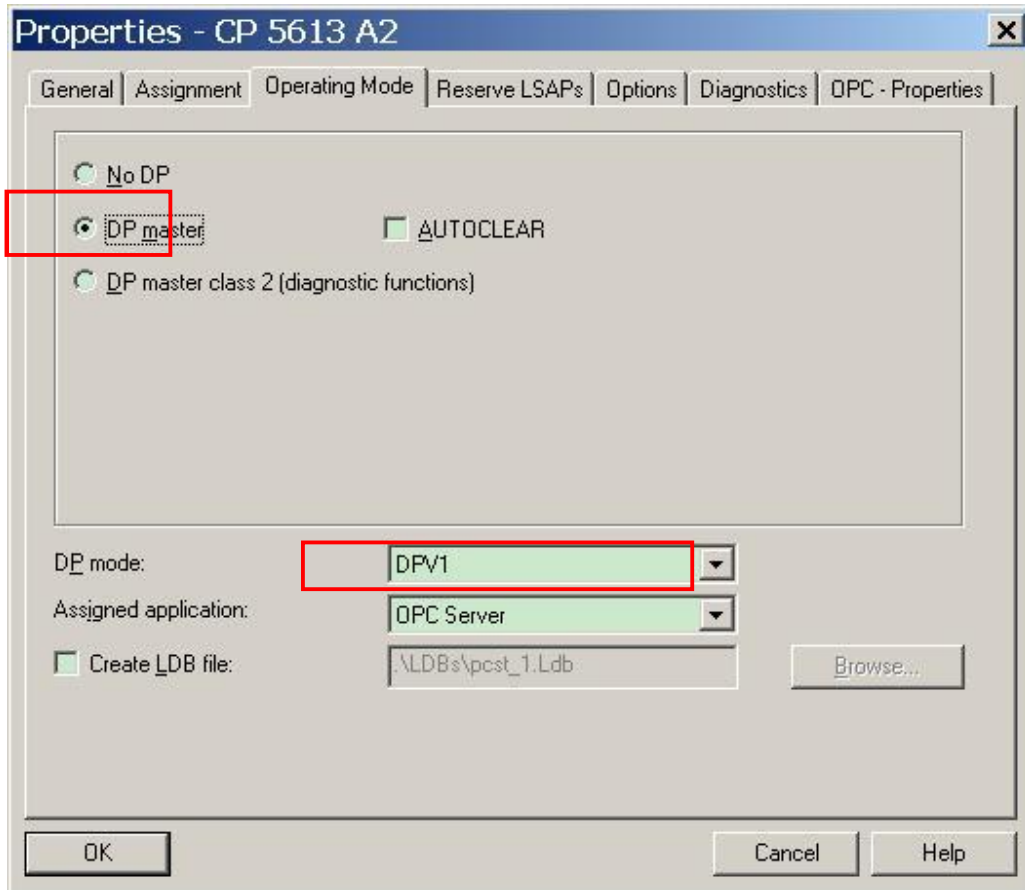 Properties - CP 5613 A2
General Assignment Operating Mode Reserve LSAPs Options Diagnostics OPC - Properties
No DP
DP master AUTOCLEAR
DP master class 2 (diagnostic functions)
DP mode: DPV1
Assigned application: OPC Server
Create LDB file: .\LDBs\pcst_1.Ldb Browse...
OK Cancel Help